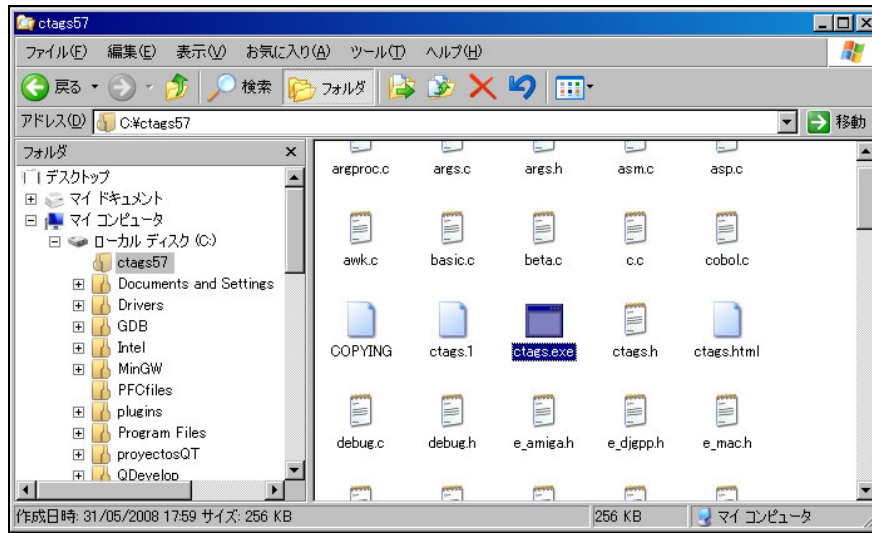 ctags57
ファイル(F) 編集(E) 表示(V) お気に入り(A) ツール(T) ヘルプ(H)
戻る 検索 フォルダ
アドレス(D) C:¥ctags57 移動
フォルダ
デスクトップ
マイ ドキュメント
マイ コンピュータ
ローカル ディスク (C:)
ctags57
Documents and Settings
Drivers
GDB
Intel
MinGW
PFCfiles
plugins
Program Files
proyectosQT
QDevelop
argproc.c args.c args.h asm.c asp.c
awk.c basic.c beta.c c.c cobol.c
COPYING ctags.1 ctags.exe ctags.h ctags.html
debug.c debug.h e_amiga.h e_djgpp.h e_mac.h
作成日時: 31/05/2008 17:59 サイズ: 256 KB 256 KB マイ コンピュータ